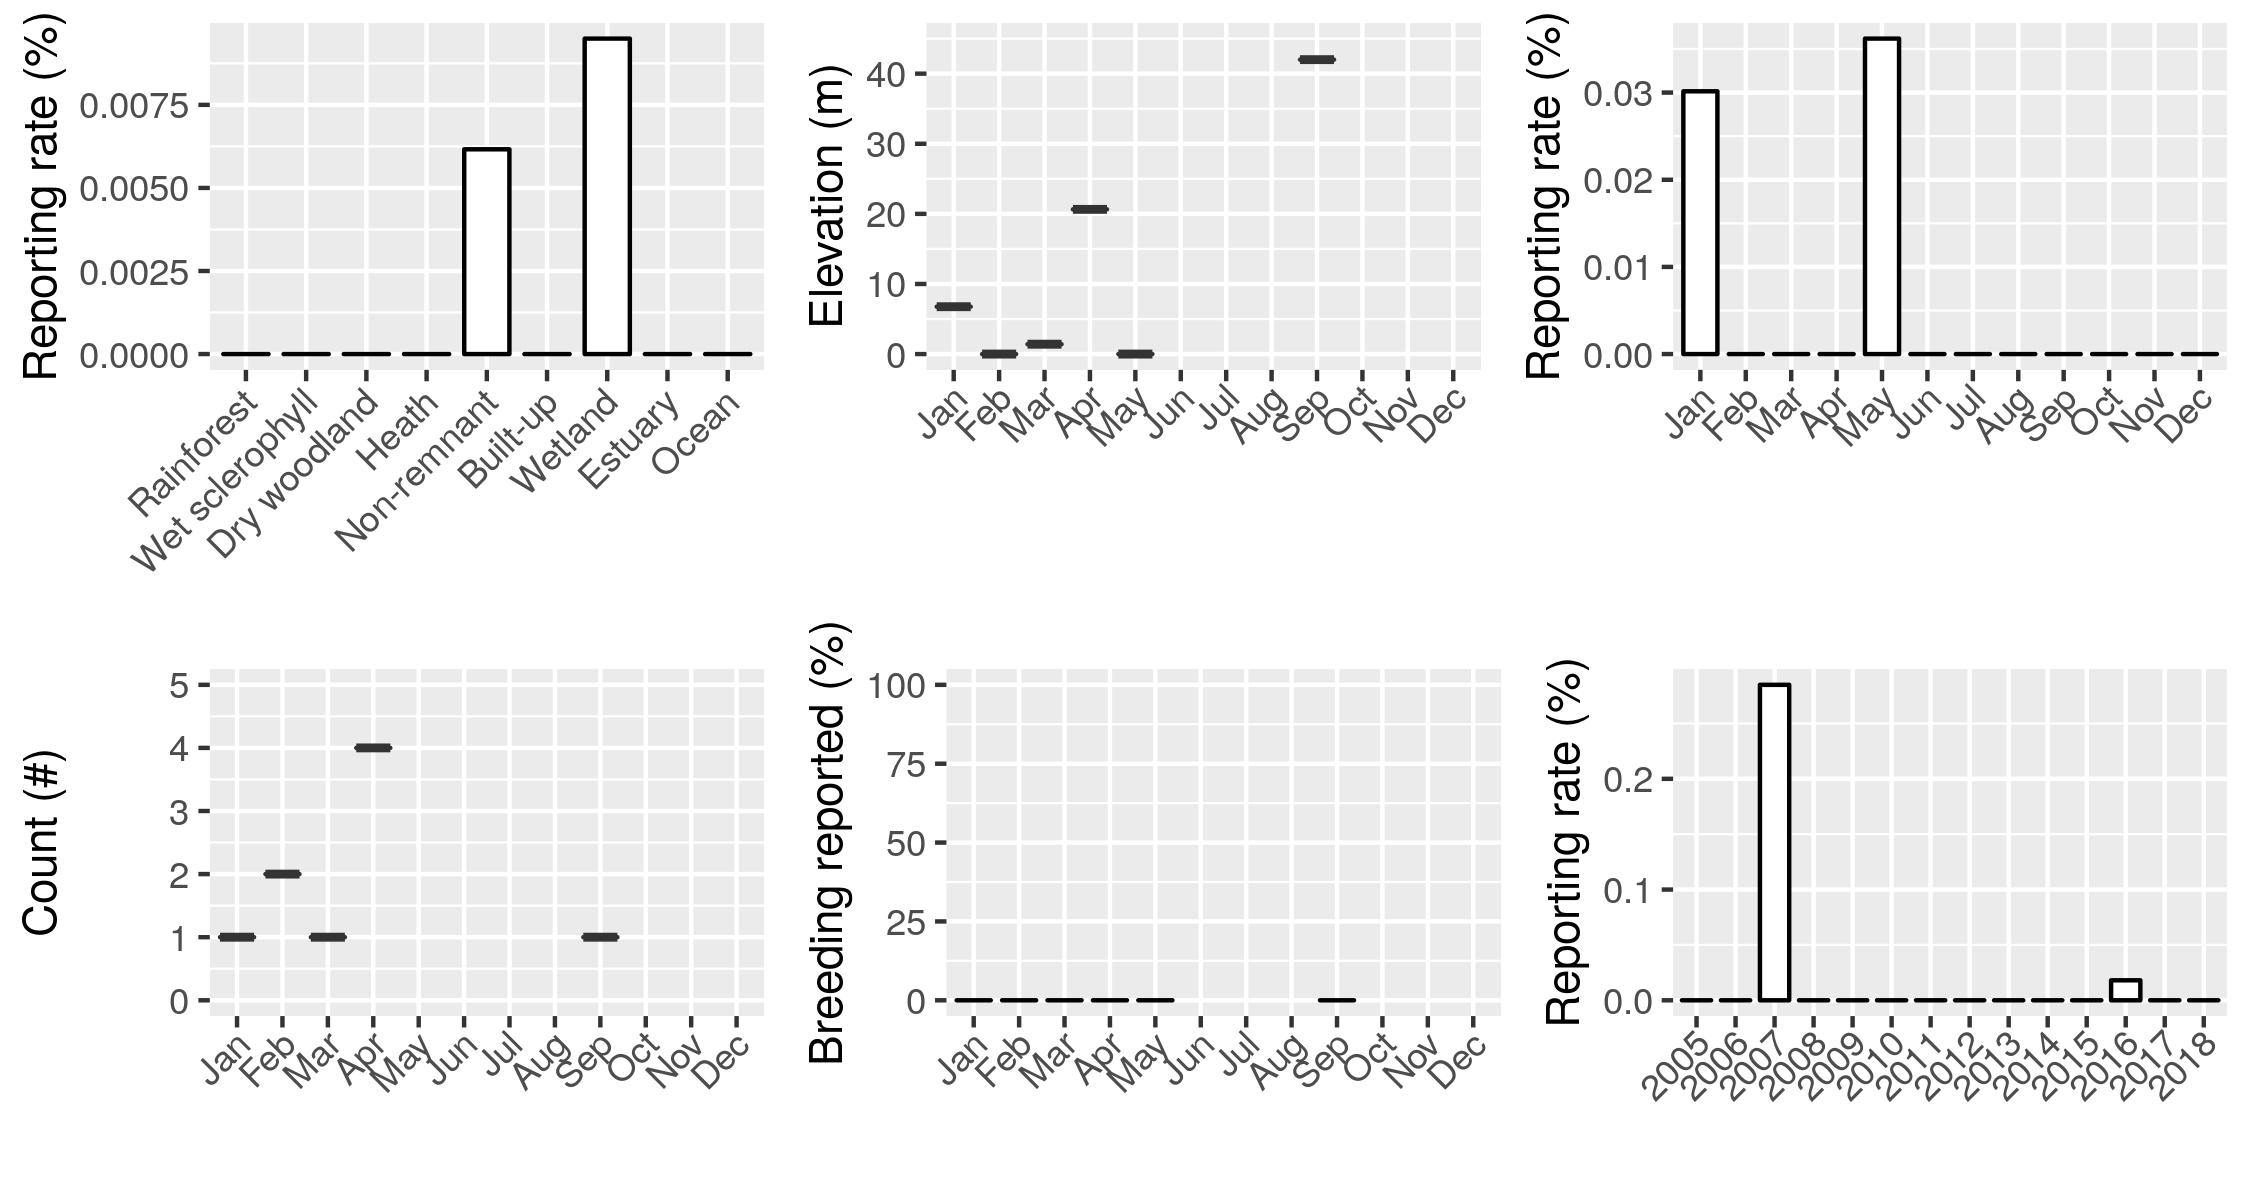 Reporting rate (%)
0.0075
0.0050
0.0025
0.0000
Rainforest
Wet sclerophyll
Dry woodland
Heath
Non-remnant
Built-up
Wetland
Estuary
Ocean
Elevation (m)
40
30
20
10
0
Jan
Feb
Mar
Apr
May
Jun
Jul
Aug
Sep
Oct
Nov
Dec
Reporting rate (%)
0.03
0.02
0.01
0.00
Jan
Feb
Mar
Apr
May
Jun
Jul
Aug
Sep
Oct
Nov
Dec
Count (#)
5
4
3
2
1
0
Jan
Feb
Mar
Apr
May
Jun
Jul
Aug
Sep
Oct
Nov
Dec
Breeding reported (%)
100
75
50
25
0
Jan
Feb
Mar
Apr
May
Jun
Jul
Aug
Sep
Oct
Nov
Dec
Reporting rate (%)
0.2
0.1
0.0
2005
2006
2007
2008
2009
2010
2011
2012
2013
2014
2015
2016
2017
2018